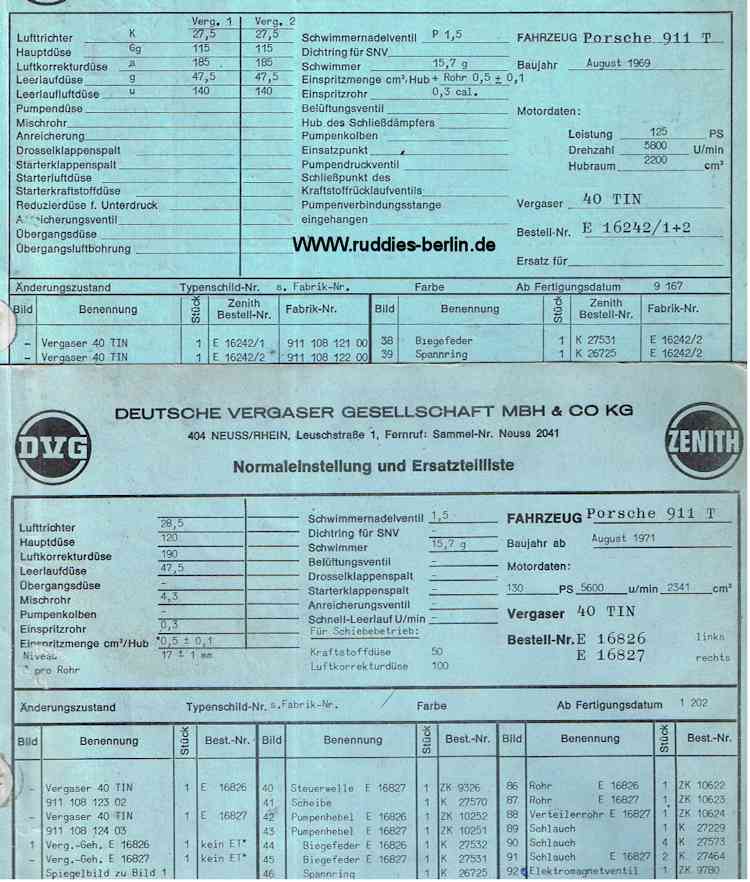 Verg. 1 Verg. 2
Lufttrichter K 27,5 27,5 Schwimmernadelventil P 1,5 FAHRZEUG Porsche 911 T
Hauptdüse Gg 115 115 Dichtring für SNV
Luftkorrekturdüse a 185 185 Schwimmer 15,7 g Baujahr August 1969
Leerlaufdüse g 47,5 47,5 Einspritzmenge cm³/Hub + Rohr 0,5 ± 0,1
Leerlaufluftdüse u 140 140 Einspritzrohr 0,3 cal.
Pumpendüse Belüftungsventil Motordaten:
Mischrohr Hub des Schließdämpfers
Anreicherung Pumpenkolben Leistung 125 PS
Drosselklappenspalt Einsatzpunkt Drehzahl 5800 U/min
Starterklappenspalt Pumpendruckventil Hubraum 2200 cm³
Starterluftdüse Schließpunkt des
Starterkraftstoffdüse Kraftstoffrücklaufventils
Reduzierdüse f. Unterdruck Pumpenverbindungsstange Vergaser 40 TIN
eingehangen
Übergangsdüse Bestell-Nr. E 16242/1+2
Übergangsluftbohrung WWW.ruddies-berlin.de
Ersatz für
Änderungszustand Typenschild-Nr. s. Fabrik-Nr. Farbe Ab Fertigungsdatum 9 167
Bild Benennung Stück Zenith Bestell-Nr. Fabrik-Nr. Bild Benennung Stück Zenith Bestell-Nr. Fabrik-Nr.
– Vergaser 40 TIN 1 E 16242/1 911 108 121 00 38 Biegefeder 1 K 27531 E 16242/2
– Vergaser 40 TIN 1 E 16242/2 911 108 122 00 39 Spannring 1 K 26725 E 16242/2
DEUTSCHE VERGASER GESELLSCHAFT MBH & CO KG
DVG
404 NEUSS/RHEIN, Leuschstraße 1, Fernruf: Sammel-Nr. Neuss 2041
ZENITH
Normaleinstellung und Ersatzteilliste
Lufttrichter 28,5 Schwimmernadelventil 1,5 FAHRZEUG Porsche 911 T
Hauptdüse 120 Dichtring für SNV -
Luftkorrekturdüse 190 Schwimmer 15,7 g Baujahr ab August 1971
Leerlaufdüse 47,5 Belüftungsventil -
Übergangsdüse - Drosselklappenspalt - Motordaten:
Mischrohr 4,3 Starterklappenspalt - 130 PS 5600 u/min 2341 cm³
Pumpenkolben - Anreicherungsventil -
Einspritzrohr 0,3 Schnell-Leerlauf U/min - Vergaser 40 TIN
Einspritzmenge cm³/Hub *0,5 ± 0,1 Für Schiebebetrieb: Bestell-Nr. E 16826 links
Niveau 17 ± 1 mm Kraftstoffdüse 50 E 16827 rechts
* pro Rohr Luftkorrekturdüse 100
Änderungszustand Typenschild-Nr. s.Fabrik-Nr. / Farbe Ab Fertigungsdatum 1 202
Bild Benennung Stück Best.-Nr. Bild Benennung Stück Best.-Nr. Bild Benennung Stück Best.-Nr.
– Vergaser 40 TIN 1 E 16826 40 Steuerwelle E 16827 1 ZK 9326 86 Rohr E 16826 1 ZK 10622
911 108 123 02 41 Scheibe 1 K 27570 87 Rohr E 16827 1 ZK 10623
– Vergaser 40 TIN 1 E 16827 42 Pumpenhebel E 16826 1 ZK 10252 88 Verteilerrohr E 16827 1 ZK 10624
911 108 124 03 43 Pumpenhebel E 16827 1 ZK 10251 89 Schlauch 1 K 27229
1 Verg.-Geh. E 16826 1 kein ET* 44 Biegefeder E 16826 1 K 27532 90 Schlauch 4 K 27573
– Verg.-Geh. E 16827 1 kein ET* 45 Biegefeder E 16827 1 K 27531 91 Schlauch E 16827 2 K 27464
Spiegelbild zu Bild 1 46 Spannring 1 K 26725 92 Elektromagnetventil 1 ZK 9780